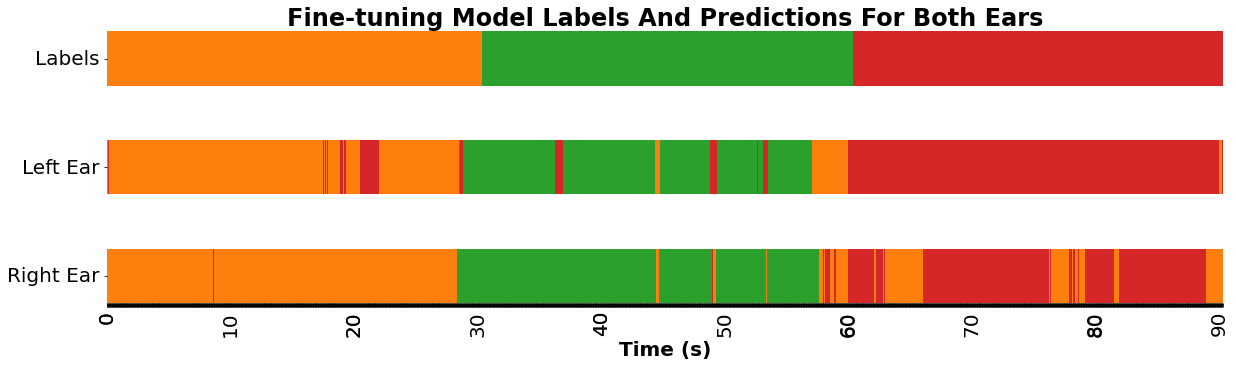 Fine-tuning Model Labels And Predictions For Both Ears
Labels
Left Ear
Right Ear
0 10 20 30 40 50 60 70 80 90
Time (s)